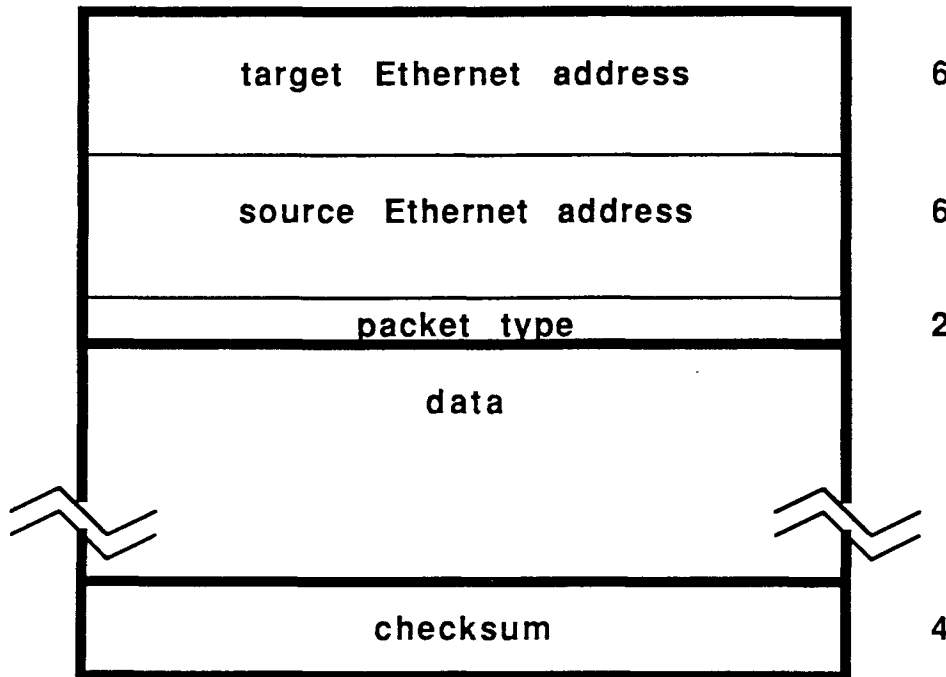 target Ethernet address 6
source Ethernet address 6
packet type 2
data
checksum 4